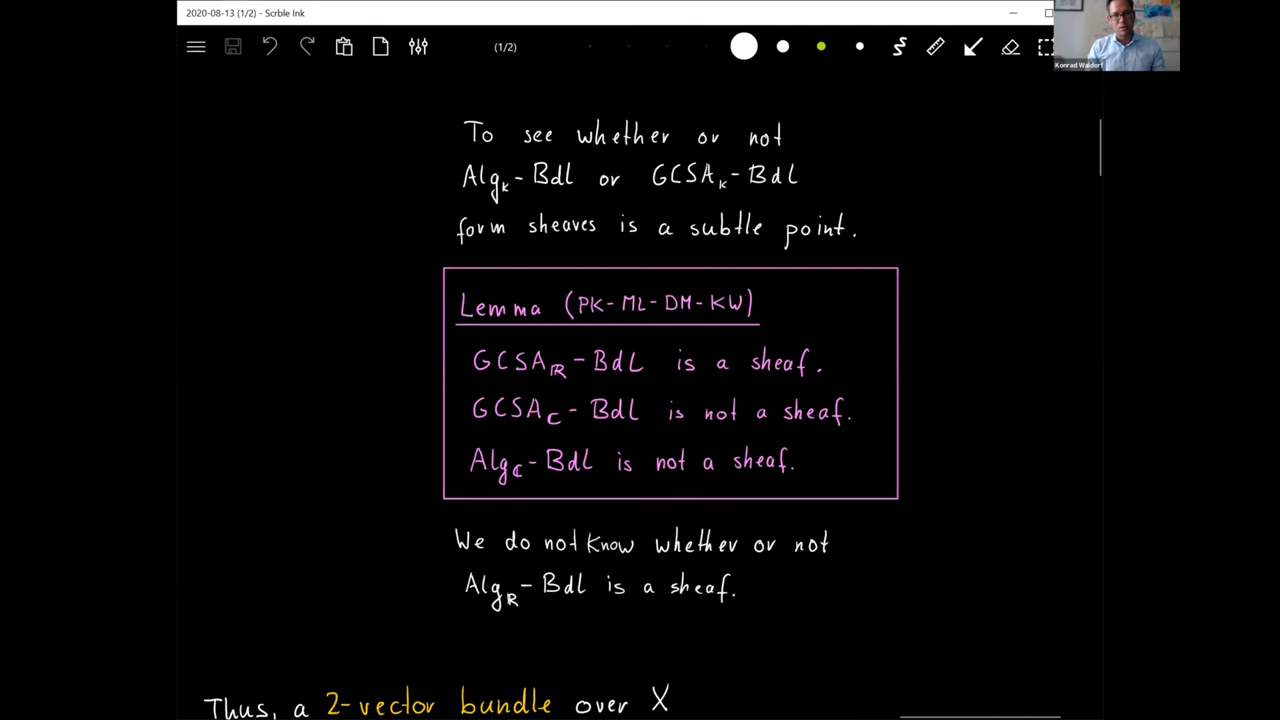 2020-08-13 (1/2) - Scrble Ink
(1/2)
Konrad Waldorf
To see whether or not
Alg_K - Bdl or GCSA_K - Bdl
form sheaves is a subtle point.
Lemma (PK-ML-DM-KW)
GCSA_ℝ - Bdl is a sheaf.
GCSA_ℂ - Bdl is not a sheaf.
Alg_ℂ - Bdl is not a sheaf.
We do not know whether or not
Alg_ℝ - Bdl is a sheaf.
Thus, a 2-vector bundle over X